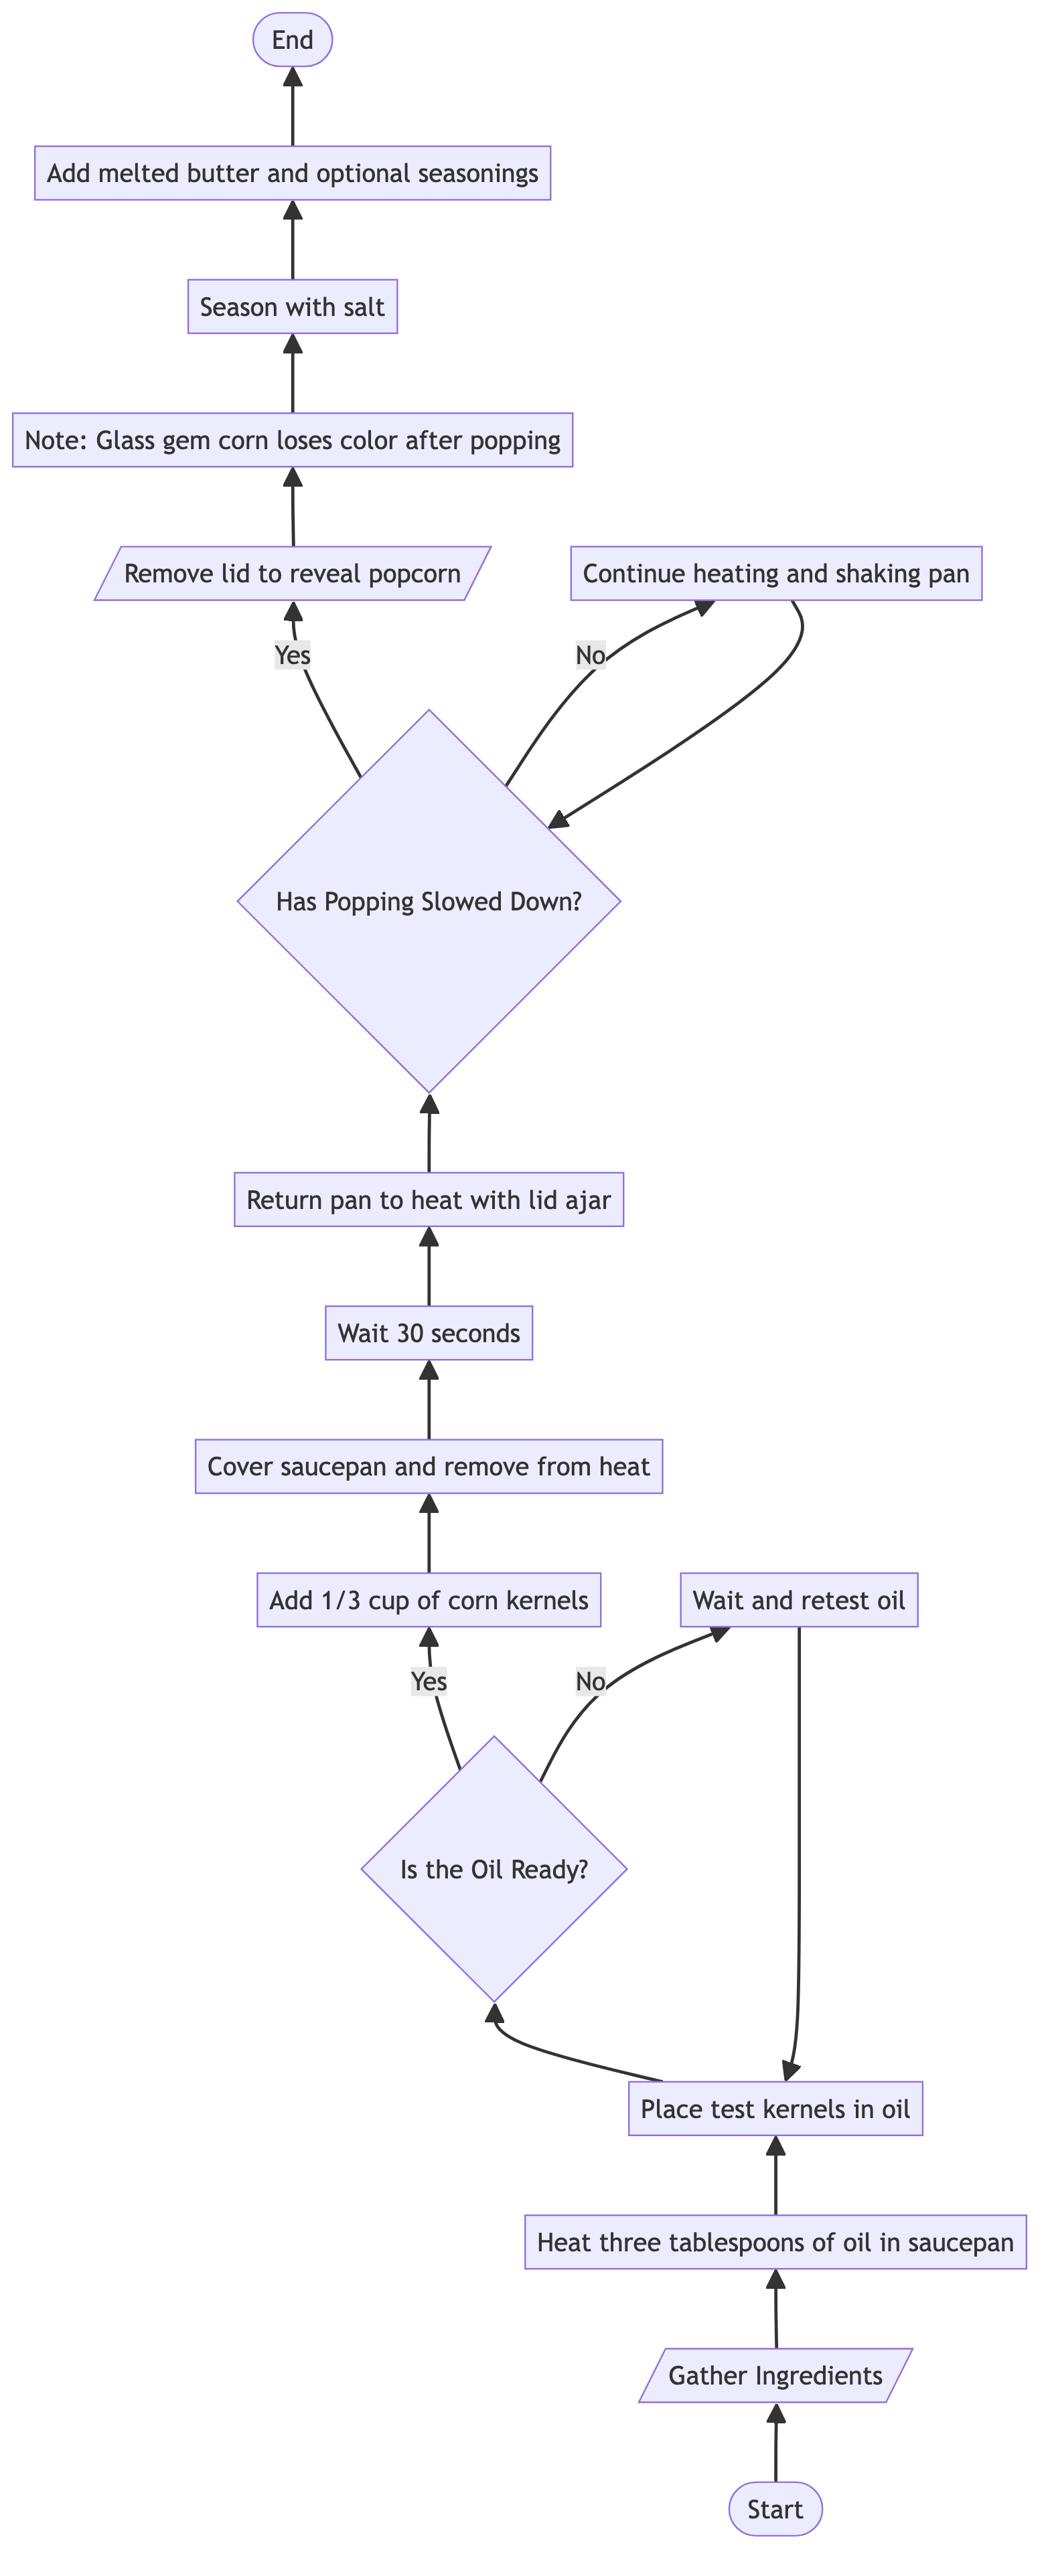 End
Add melted butter and optional seasonings
Season with salt
Note: Glass gem corn loses color after popping
Remove lid to reveal popcorn
Continue heating and shaking pan
Yes
No
Has Popping Slowed Down?
Return pan to heat with lid ajar
Wait 30 seconds
Cover saucepan and remove from heat
Add 1/3 cup of corn kernels
Wait and retest oil
Yes
No
Is the Oil Ready?
Place test kernels in oil
Heat three tablespoons of oil in saucepan
Gather Ingredients
Start